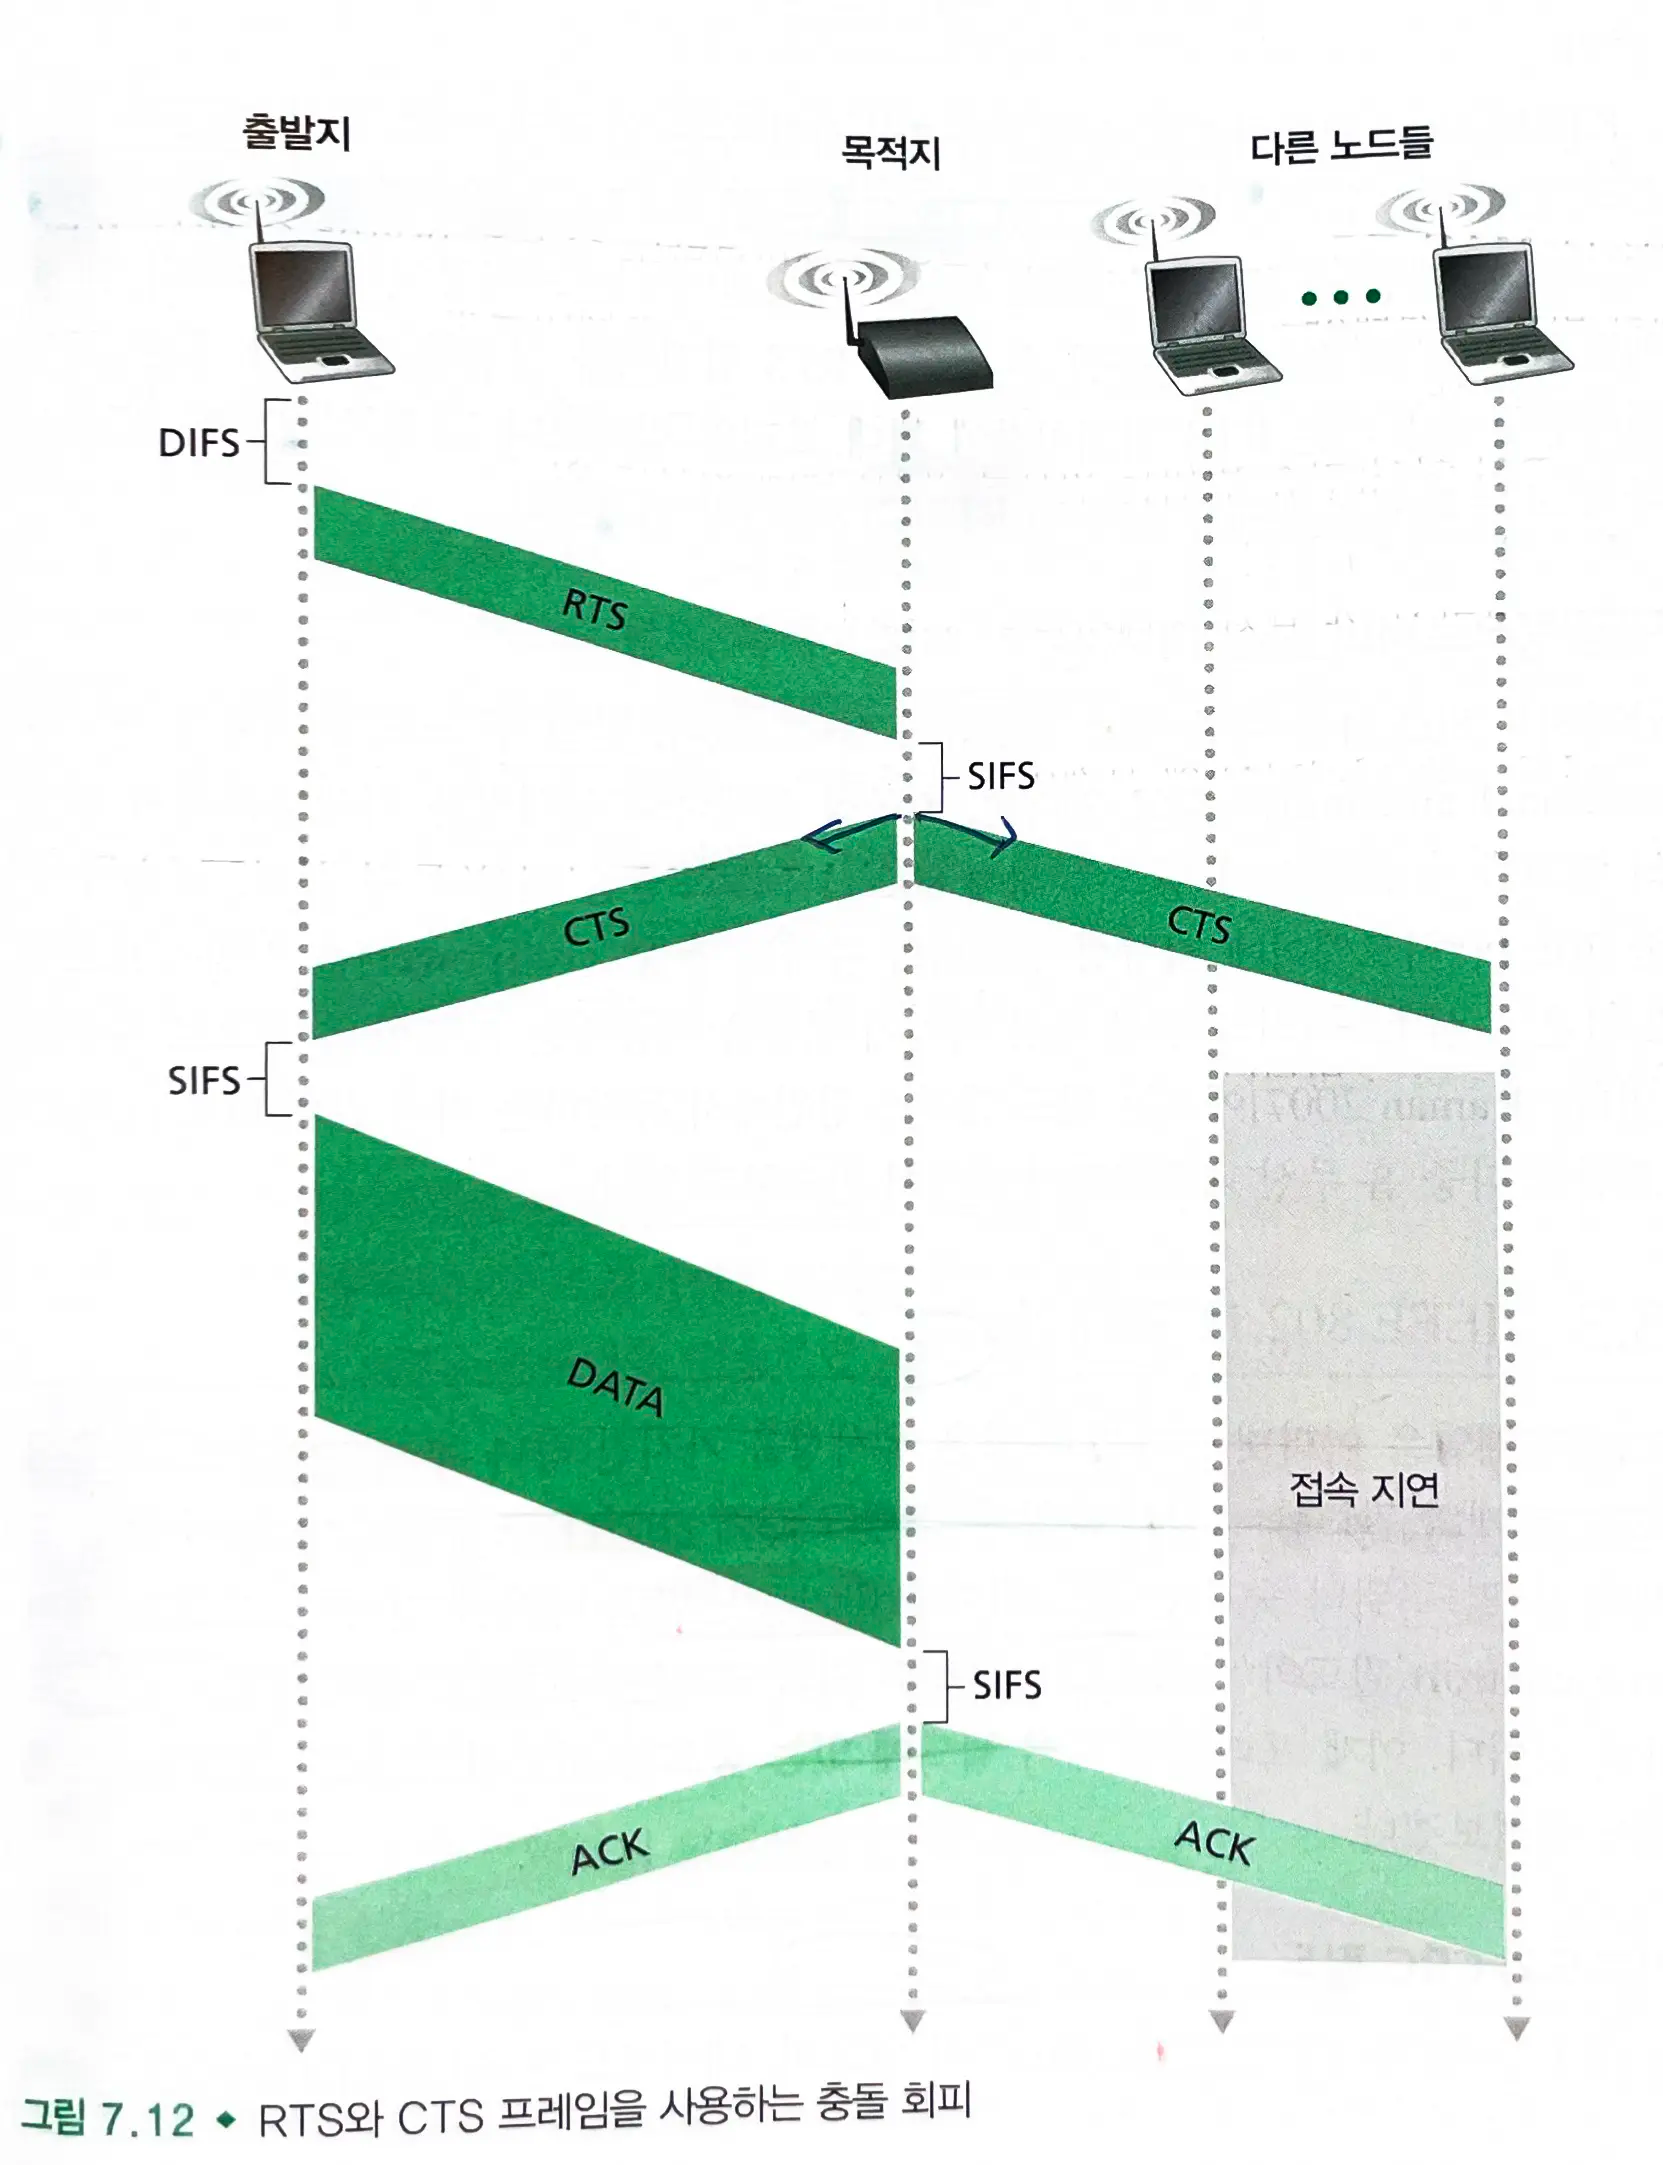 출발지
목적지
다른 노드들
DIFS
RTS
SIFS
CTS
CTS
SIFS
DATA
접속 지연
SIFS
ACK
ACK
그림 7.12 ◆ RTS와 CTS 프레임을 사용하는 충돌 회피